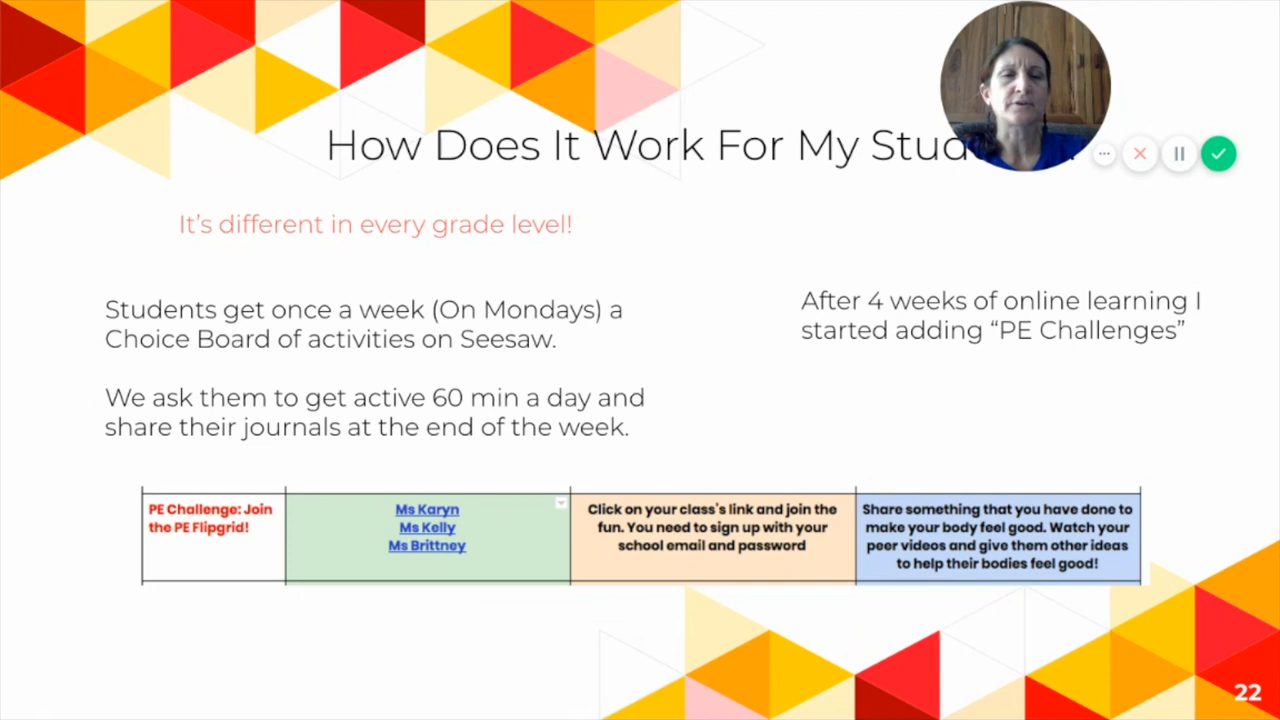 How Does It Work For My
It's different in every grade level!
Students get once a week (On Mondays) a
Choice Board of activities on Seesaw.
We ask them to get active 60 min a day and
share their journals at the end of the week.
After 4 weeks of online learning I
started adding “PE Challenges”
PE Challenge: Join
the PE Flipgrid!
Ms Karyn
Ms Kelly
Ms Brittney
Click on your class's link and join the
fun. You need to sign up with your
school email and password
Share something that you have done to
make your body feel good. Watch your
peer videos and give them other ideas
to help their bodies feel good!
22